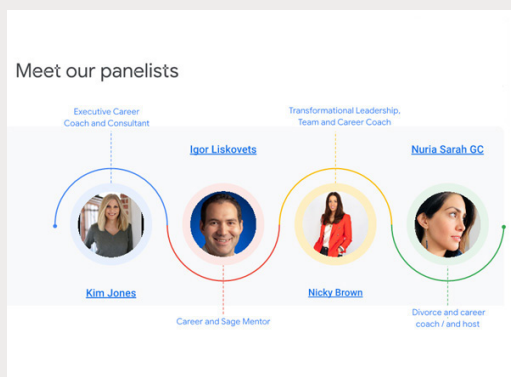 Meet our panelists
Executive Career
Coach and Consultant
Transformational Leadership,
Team and Career Coach
Igor Liskovets
Nuria Sarah GC
Kim Jones
Nicky Brown
Career and Sage Mentor
Divorce and career
coach / and host